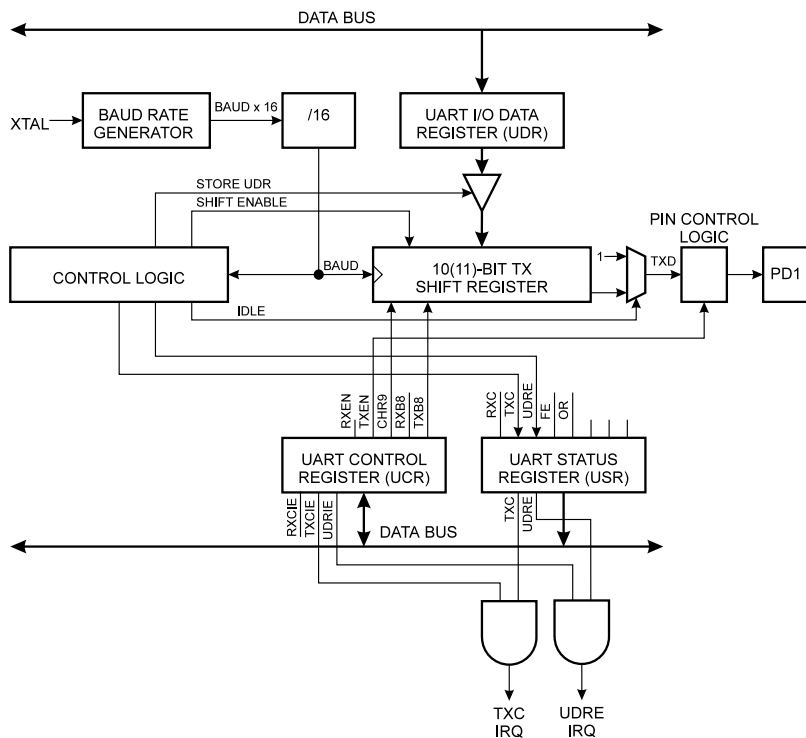 DATA BUS
XTAL
BAUD RATE
GENERATOR
BAUD x 16
/16
UART I/O DATA
REGISTER (UDR)
STORE UDR
SHIFT ENABLE
PIN CONTROL
LOGIC
CONTROL LOGIC
BAUD
10(11)-BIT TX
SHIFT REGISTER
1
TXD
PD1
IDLE
RXEN
TXEN
CHR9
RXB8
TXB8
RXC
TXC
UDRE
FE
OR
UART CONTROL
REGISTER (UCR)
UART STATUS
REGISTER (USR)
RXCIE
TXCIE
UDRIE
TXC
UDRE
DATA BUS
TXC
IRQ
UDRE
IRQ